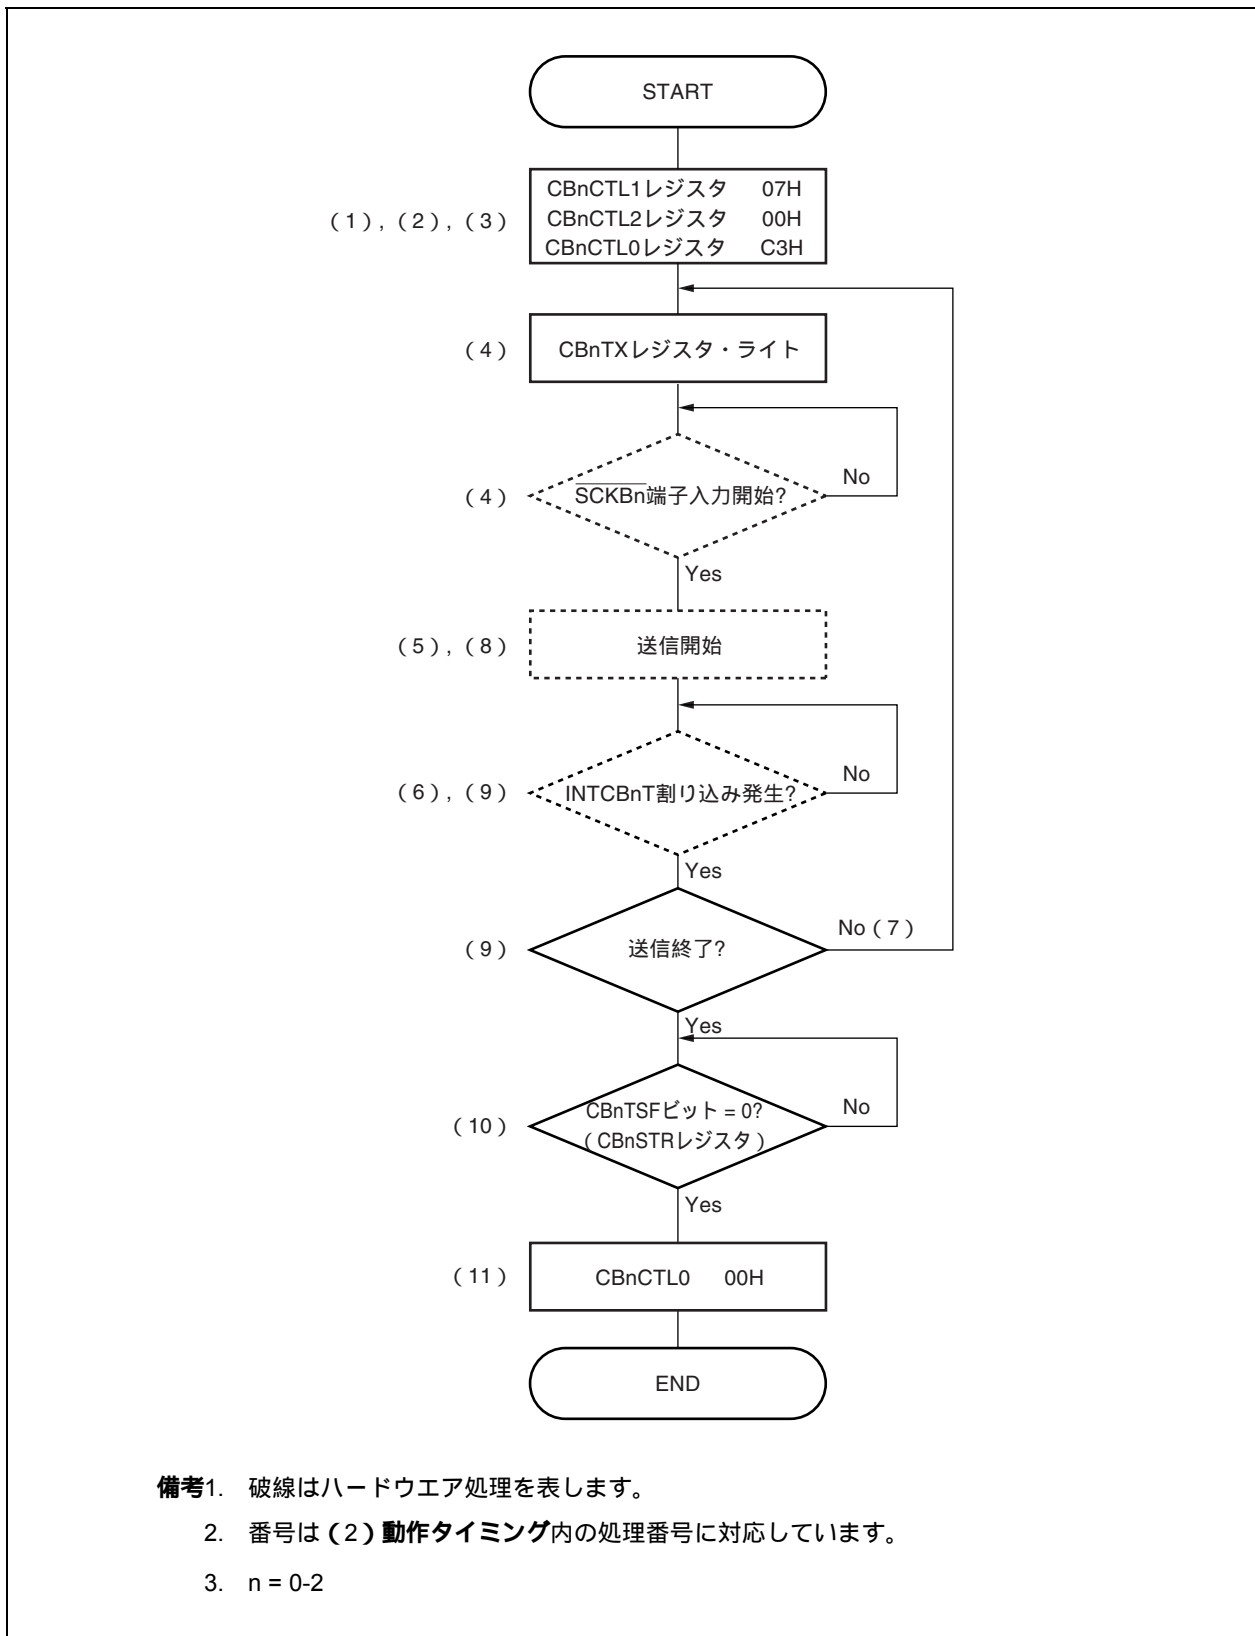 START
(1), (2), (3)
CBnCTL1レジスタ 07H
CBnCTL2レジスタ 00H
CBnCTL0レジスタ C3H
(4)
CBnTXレジスタ・ライト
(4)
SCKBn端子入力開始?
No
Yes
(5), (8)
送信開始
(6), (9)
INTCBnT割り込み発生?
No
Yes
(9)
送信終了?
No(7)
Yes
(10)
CBnTSFビット = 0?
(CBnSTRレジスタ)
No
Yes
(11)
CBnCTL0 00H
END
備考1. 破線はハードウエア処理を表します。
2. 番号は(2)動作タイミング内の処理番号に対応しています。
3. n = 0-2